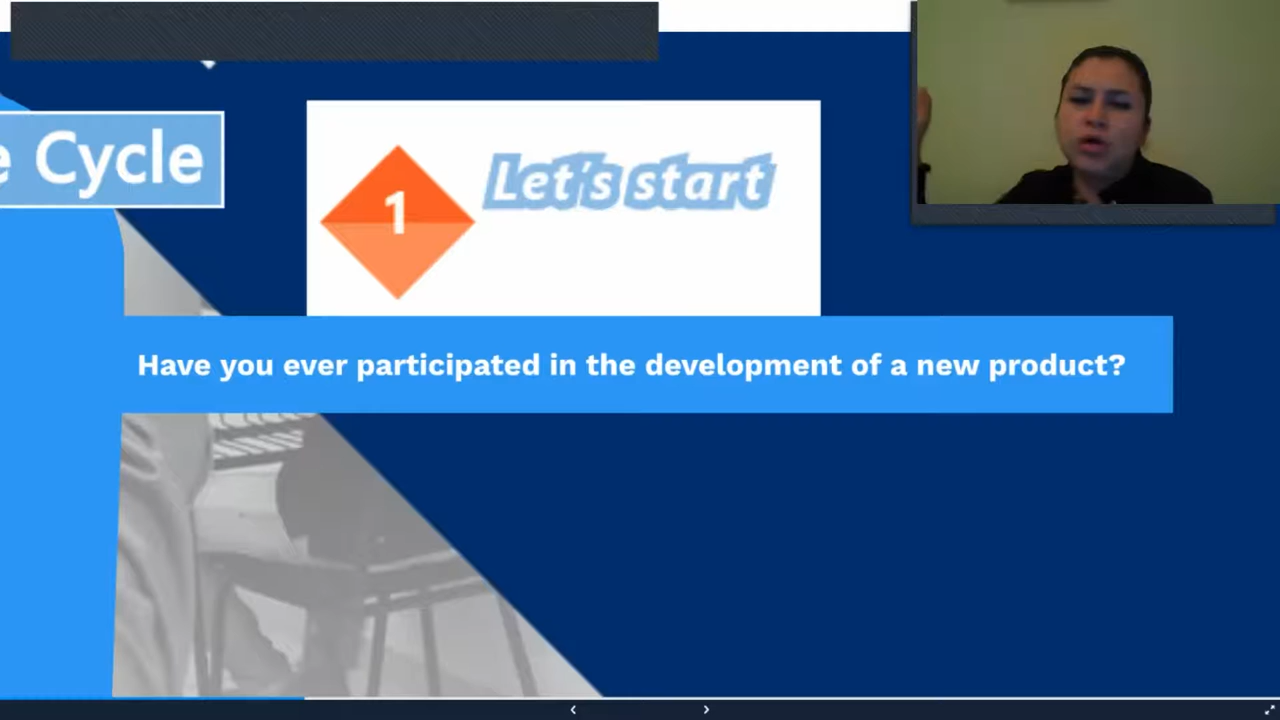 e Cycle
1
Let's start
Have you ever participated in the development of a new product?